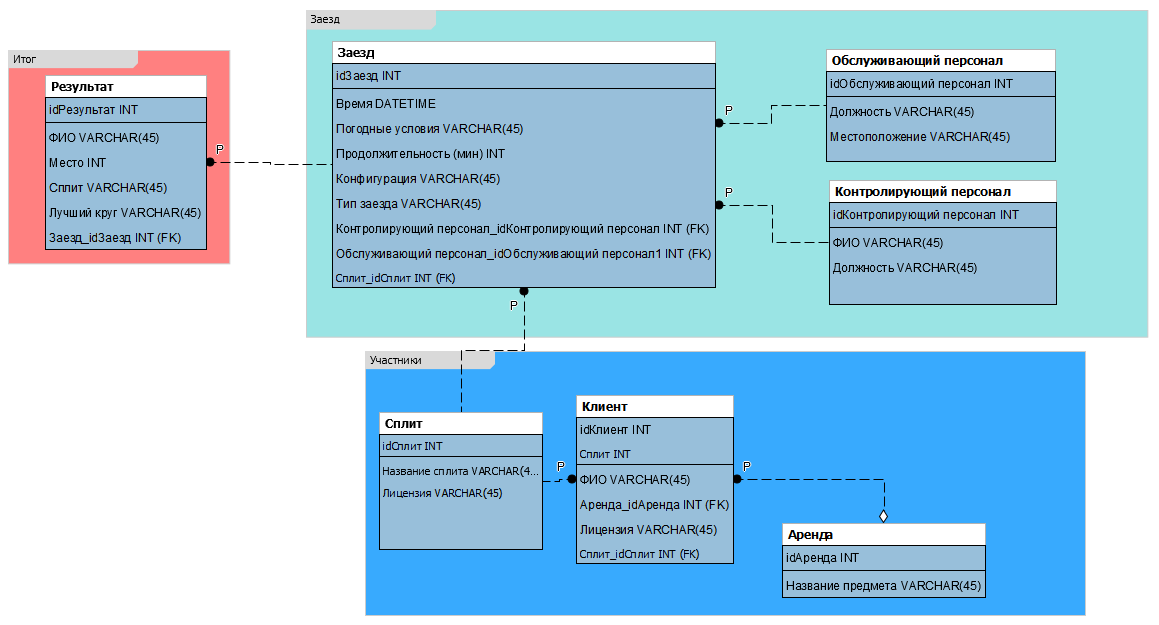 Итог
Результат
idРезультат INT
ФИО VARCHAR(45)
Место INT
Сплит VARCHAR(45)
Лучший круг VARCHAR(45)
Заезд_idЗаезд INT (FK)
P
Заезд
Заезд
idЗаезд INT
Время DATETIME
Погодные условия VARCHAR(45)
Продолжительность (мин) INT
Конфигурация VARCHAR(45)
Тип заезда VARCHAR(45)
Контролирующий персонал_idКонтролирующий персонал INT (FK)
Обслуживающий персонал_idОбслуживающий персонал1 INT (FK)
Сплит_idСплит INT (FK)
P
P
P
Обслуживающий персонал
idОбслуживающий персонал INT
Должность VARCHAR(45)
Местоположение VARCHAR(45)
Контролирующий персонал
idКонтролирующий персонал INT
ФИО VARCHAR(45)
Должность VARCHAR(45)
Участники
Сплит
idСплит INT
Название сплита VARCHAR(4...
Лицензия VARCHAR(45)
P
Клиент
idКлиент INT
Сплит INT
ФИО VARCHAR(45)
Аренда_idАренда INT (FK)
Лицензия VARCHAR(45)
Сплит_idСплит INT (FK)
P
Аренда
idАренда INT
Название предмета VARCHAR(45)